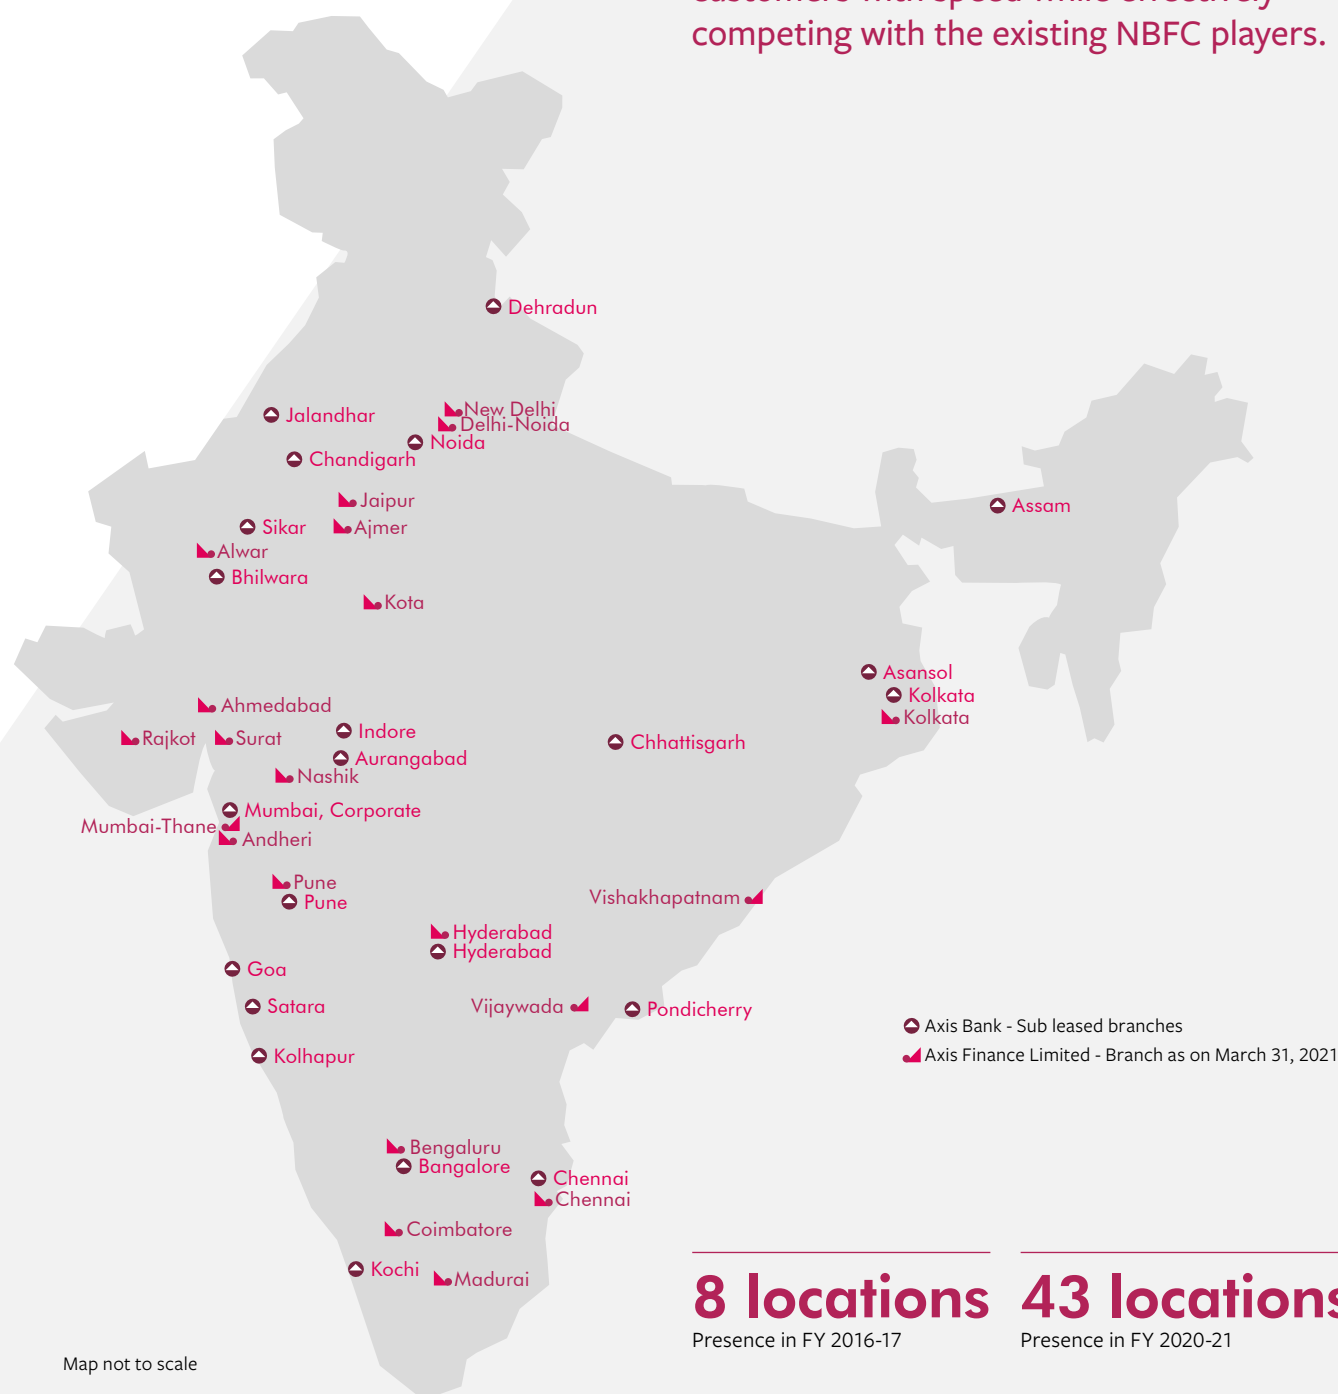 competing with the existing NBFC players.
Dehradun
New Delhi
Jalandhar
Delhi-Noida
Noida
Chandigarh
Jaipur
Assam
Sikar
Ajmer
Alwar
Bhilwara
Kota
Asansol
Kolkata
Ahmedabad
Kolkata
Indore
Rajkot
Surat
Chhattisgarh
Aurangabad
Nashik
Mumbai, Corporate
Mumbai-Thane
Andheri
Pune
Vishakhapatnam
Pune
Hyderabad
Hyderabad
Goa
Satara
Vijaywada
Pondicherry
Axis Bank - Sub leased branches
Kolhapur
Axis Finance Limited - Branch as on March 31, 2021
Bengaluru
Bangalore
Chennai
Chennai
Coimbatore
Kochi
Madurai
8 locations
43 locations
Presence in FY 2016-17
Presence in FY 2020-21
Map not to scale